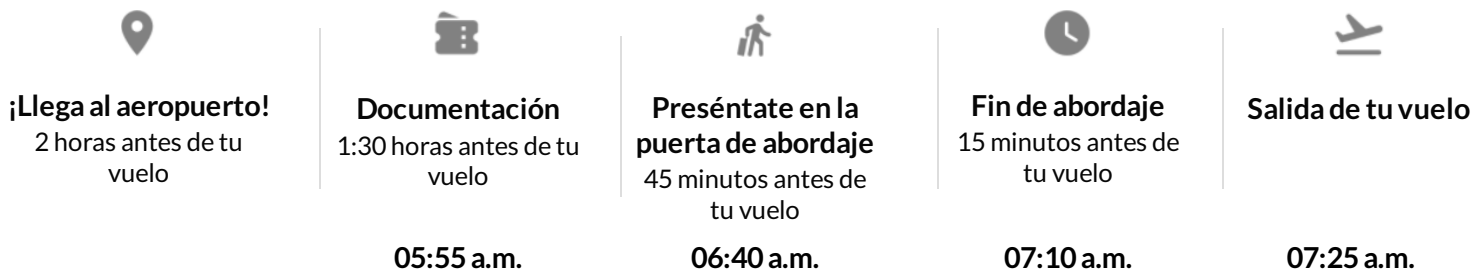 ¡Llega al aeropuerto!
2 horas antes de tu
vuelo
Documentación
1:30 horas antes de tu
vuelo
05:55 a.m.
Preséntate en la
puerta de abordaje
45 minutos antes de
tu vuelo
06:40 a.m.
Fin de abordaje
15 minutos antes de
tu vuelo
07:10 a.m.
Salida de tu vuelo
07:25 a.m.